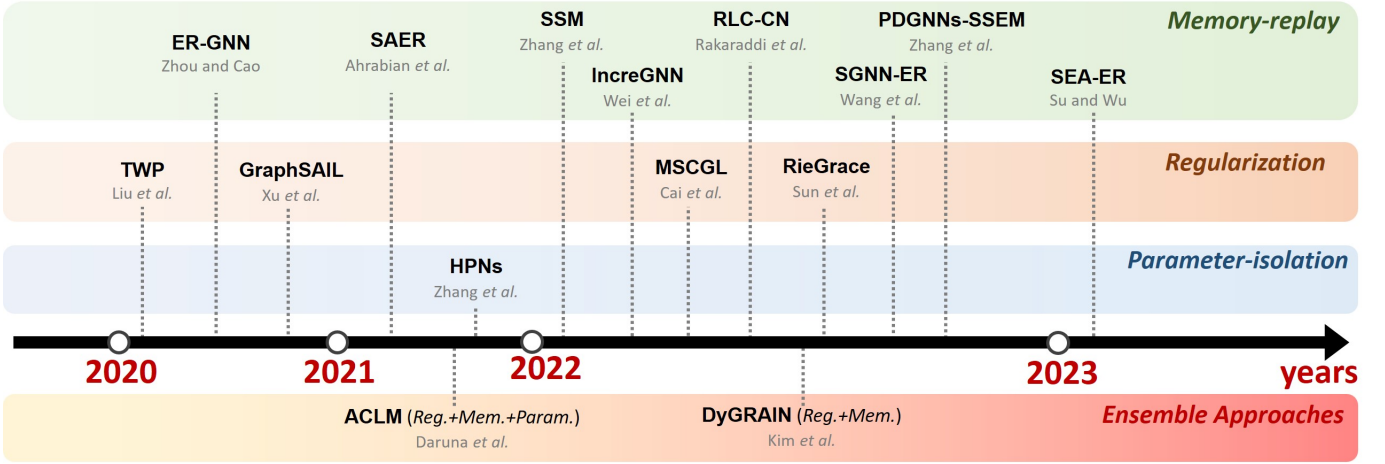 Memory-replay
SSM
Zhang et al.
RLC-CN
Rakaraddi et al.
PDGNNs-SSEM
Zhang et al.
ER-GNN
Zhou and Cao
SAER
Ahrabian et al.
IncreGNN
Wei et al.
SGNN-ER
Wang et al.
SEA-ER
Su and Wu
Regularization
TWP
Liu et al.
GraphSAIL
Xu et al.
MSCGL
Cai et al.
RieGrace
Sun et al.
Parameter-isolation
HPNs
Zhang et al.
2020
2021
2022
2023
years
Ensemble Approaches
ACLM (Reg.+Mem.+Param.)
Daruna et al.
DyGRAIN (Reg.+Mem.)
Kim et al.